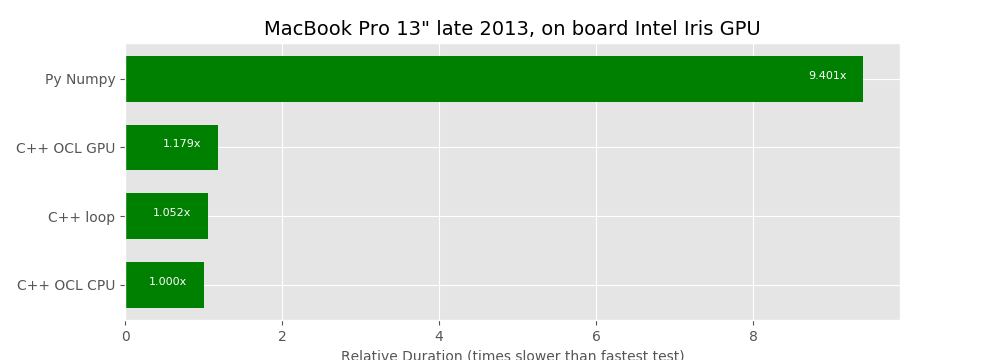 MacBook Pro 13" late 2013, on board Intel Iris GPU
Py Numpy
9.401x
C++ OCL GPU
1.179x
C++ loop
1.052x
C++ OCL CPU
1.000x
0 2 4 6 8
Relative Duration (times slower than fastest test)